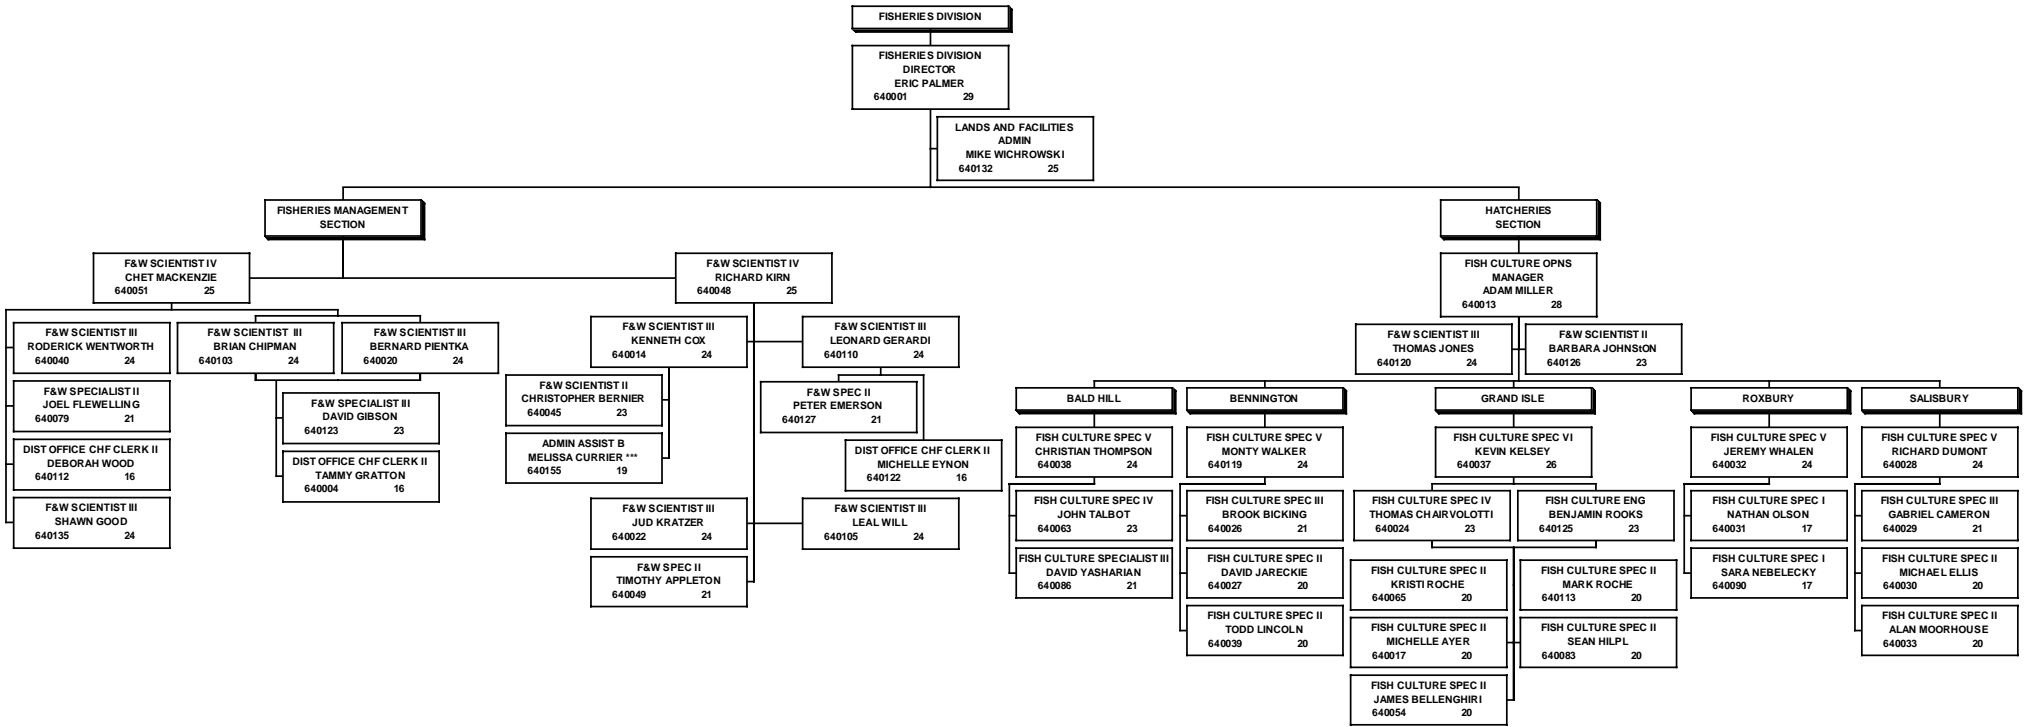 FISHERIES DIVISION
FISHERIES DIVISION
DIRECTOR
ERIC PALMER
640001 29
LANDS AND FACILITIES
ADMIN
MIKE WICHROWSKI
640132 25
FISHERIES MANAGEMENT
SECTION
F&W SCIENTIST IV
CHET MACKENZIE
640051 25
F&W SCIENTIST III
RODERICK WENTWORTH
640040 24
F&W SPECIALIST II
JOEL FLEWELLING
640079 21
DIST OFFICE CHF CLERK II
DEBORAH WOOD
640112 16
F&W SCIENTIST III
SHAWN GOOD
640135 24
F&W SCIENTIST III
BRIAN CHIPMAN
640103 24
F&W SCIENTIST III
BERNARD PIENTKA
640020 24
F&W SPECIALIST III
DAVID GIBSON
640123 23
DIST OFFICE CHF CLERK II
TAMMY GRATTON
640004 16
F&W SCIENTIST IV
RICHARD KIRN
640048 25
F&W SCIENTIST III
KENNETH COX
640014 24
F&W SCIENTIST III
LEONARD GERARDI
640110 24
F&W SCIENTIST II
CHRISTOPHER BERNIER
640045 23
ADMIN ASSIST B
MELISSA CURRIER ***
640155 19
F&W SPEC II
PETER EMERSON
640127 21
DIST OFFICE CHF CLERK II
MICHELLE EYNON
640122 16
F&W SCIENTIST III
JUD KRATZER
640022 24
F&W SCIENTIST III
LEAL WILL
640105 24
F&W SPEC II
TIMOTHY APPLETON
640049 21
HATCHERIES
SECTION
FISH CULTURE OPNS
MANAGER
ADAM MILLER
640013 28
F&W SCIENTIST III
THOMAS JONES
640120 24
F&W SCIENTIST II
BARBARA JOHNStON
640126 23
BALD HILL
FISH CULTURE SPEC V
CHRISTIAN THOMPSON
640038 24
FISH CULTURE SPEC IV
JOHN TALBOT
640063 23
FISH CULTURE SPECIALIST III
DAVID YASHARIAN
640086 21
BENNINGTON
FISH CULTURE SPEC V
MONTY WALKER
640119 24
FISH CULTURE SPEC III
BROOK BICKING
640026 21
FISH CULTURE SPEC II
DAVID JARECKIE
640027 20
FISH CULTURE SPEC II
TODD LINCOLN
640039 20
GRAND ISLE
FISH CULTURE SPEC VI
KEVIN KELSEY
640037 26
FISH CULTURE SPEC IV
THOMAS CHAIRVOLOTTI
640024 23
FISH CULTURE ENG
BENJAMIN ROOKS
640125 23
FISH CULTURE SPEC II
KRISTI ROCHE
640065 20
FISH CULTURE SPEC II
MARK ROCHE
640113 20
FISH CULTURE SPEC II
MICHELLE AYER
640017 20
FISH CULTURE SPEC II
SEAN HILPL
640083 20
FISH CULTURE SPEC II
JAMES BELLENGHIRI
640054 20
ROXBURY
FISH CULTURE SPEC V
JEREMY WHALEN
640032 24
FISH CULTURE SPEC I
NATHAN OLSON
640031 17
FISH CULTURE SPEC I
SARA NEBELECKY
640090 17
SALISBURY
FISH CULTURE SPEC V
RICHARD DUMONT
640028 24
FISH CULTURE SPEC III
GABRIEL CAMERON
640029 21
FISH CULTURE SPEC II
MICHAEL ELLIS
640030 20
FISH CULTURE SPEC II
ALAN MOORHOUSE
640033 20